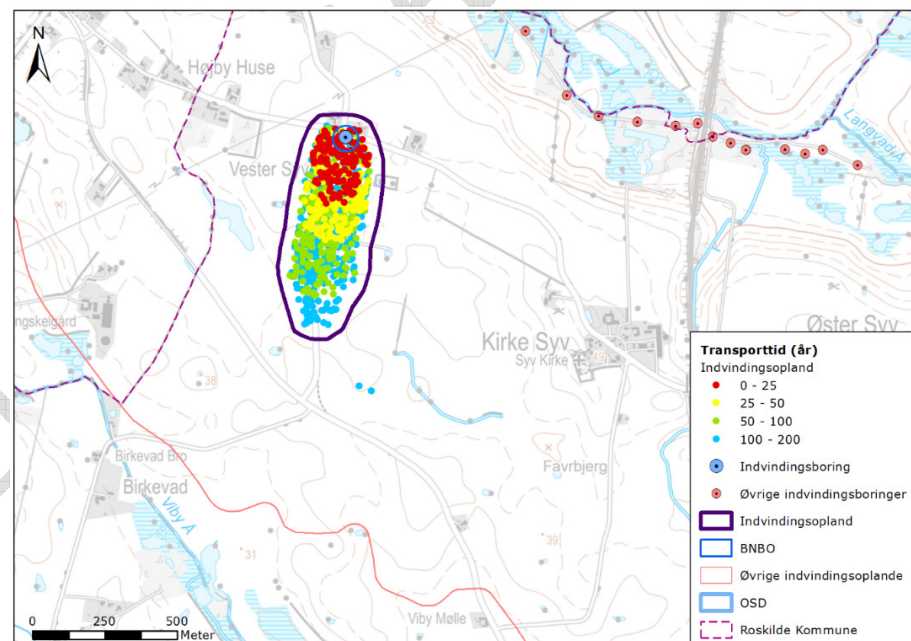 N
Højby Huse
Vester Syv
Langvad Å
ngskelgård
38
Kirke Syv
Syv Kirke
49
Øster Syv
Birkevad Bro
Birkevad
Favrbjerg
Viby Å
31
39
Viby Mølle
0 250 500
Meter
Transporttid (år)
Indvindingsopland
0 - 25
25 - 50
50 - 100
100 - 200
Indvindingsboring
Øvrige indvindingsboringer
Indvindingsopland
BNBO
Øvrige indvindingsoplande
OSD
Roskilde Kommune